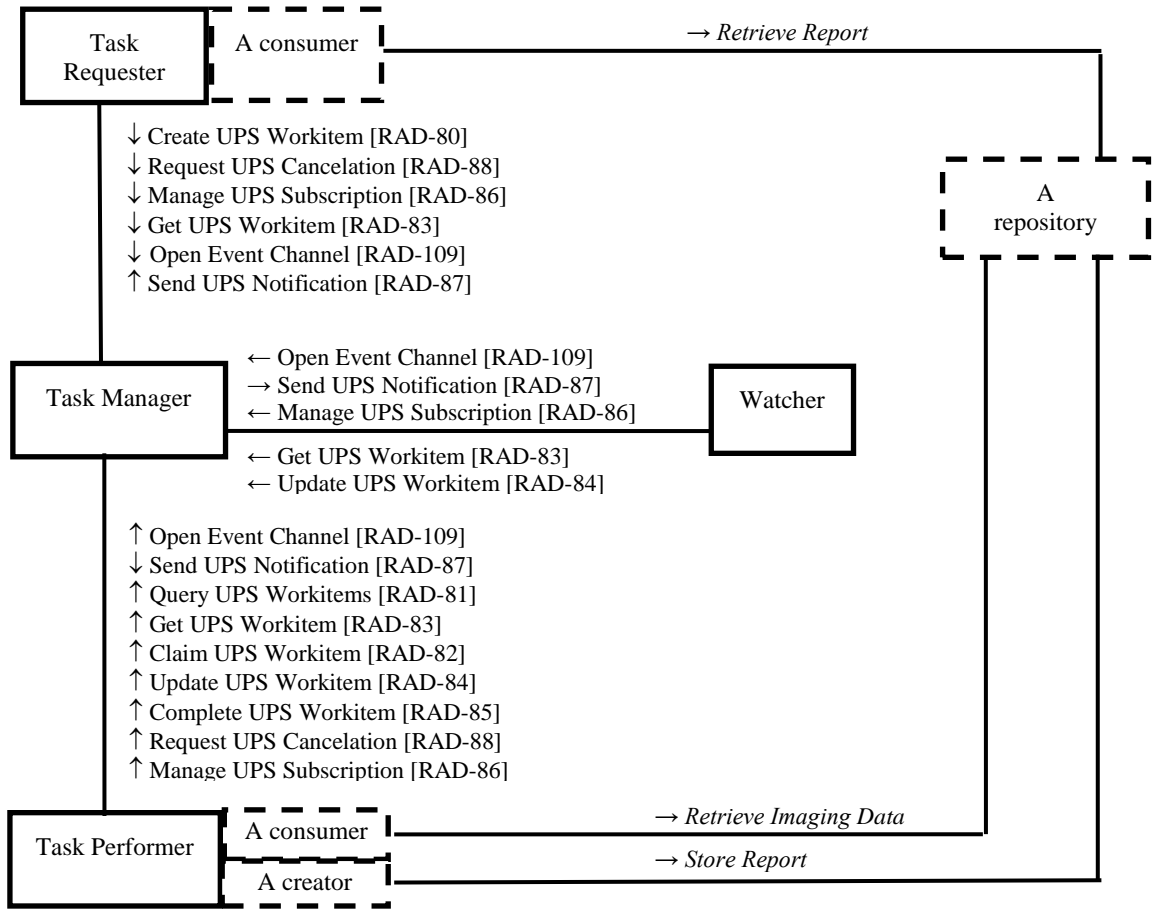 Task
Requester
A consumer
→ Retrieve Report
↓ Create UPS Workitem [RAD-80]
↓ Request UPS Cancelation [RAD-88]
↓ Manage UPS Subscription [RAD-86]
↓ Get UPS Workitem [RAD-83]
↓ Open Event Channel [RAD-109]
↑ Send UPS Notification [RAD-87]
A
repository
← Open Event Channel [RAD-109]
→ Send UPS Notification [RAD-87]
← Manage UPS Subscription [RAD-86]
Task Manager
Watcher
← Get UPS Workitem [RAD-83]
← Update UPS Workitem [RAD-84]
↑ Open Event Channel [RAD-109]
↓ Send UPS Notification [RAD-87]
↑ Query UPS Workitems [RAD-81]
↑ Get UPS Workitem [RAD-83]
↑ Claim UPS Workitem [RAD-82]
↑ Update UPS Workitem [RAD-84]
↑ Complete UPS Workitem [RAD-85]
↑ Request UPS Cancelation [RAD-88]
↑ Manage UPS Subscription [RAD-86]
Task Performer
A consumer
→ Retrieve Imaging Data
A creator
→ Store Report